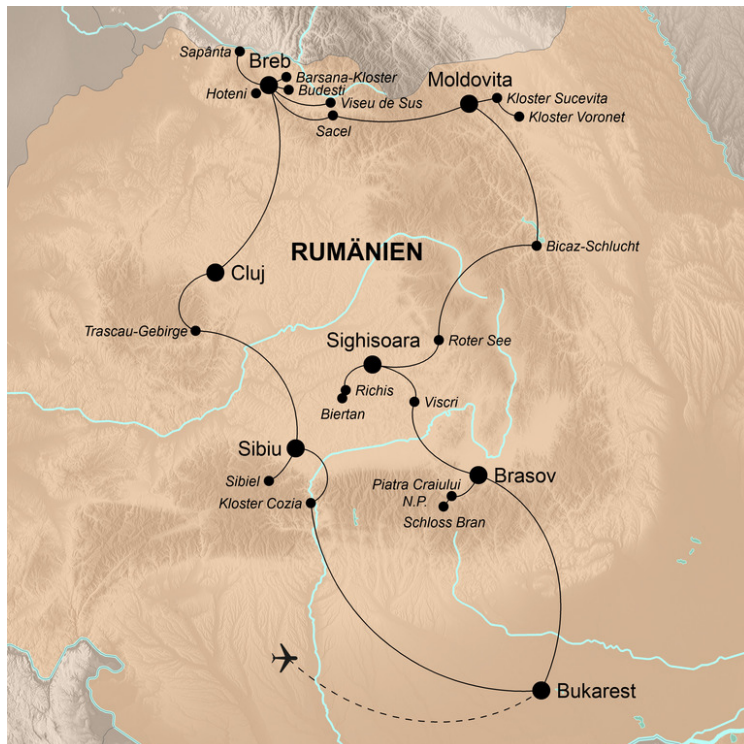 Sapânta
Breb
Barsana-Kloster
Hoteni
Budesti
Viseu de Sus
Sacel
Moldovita
Kloster Sucevita
Kloster Voronet
RUMÄNIEN
Bicaz-Schlucht
Cluj
Trascau-Gebirge
Sighisoara
Roter See
Richis
Biertan
Viscri
Sibiu
Sibiel
Kloster Cozia
Brasov
Piatra Craiului
N.P.
Schloss Bran
Bukarest